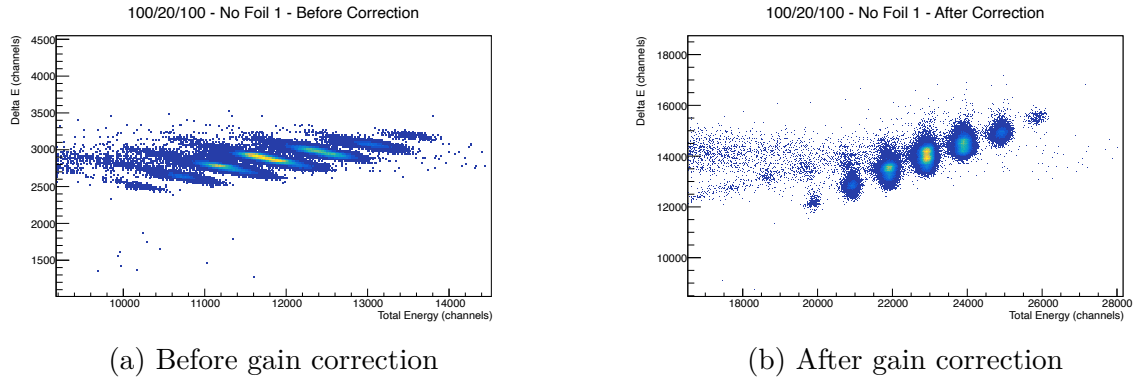 100/20/100 - No Foil 1 - Before Correction
Delta E (channels)
4500
4000
3500
3000
2500
2000
1500
10000 11000 12000 13000 14000
Total Energy (channels)
(a) Before gain correction
100/20/100 - No Foil 1 - After Correction
Delta E (channels)
18000
16000
14000
12000
10000
18000 20000 22000 24000 26000 28000
Total Energy (channels)
(b) After gain correction